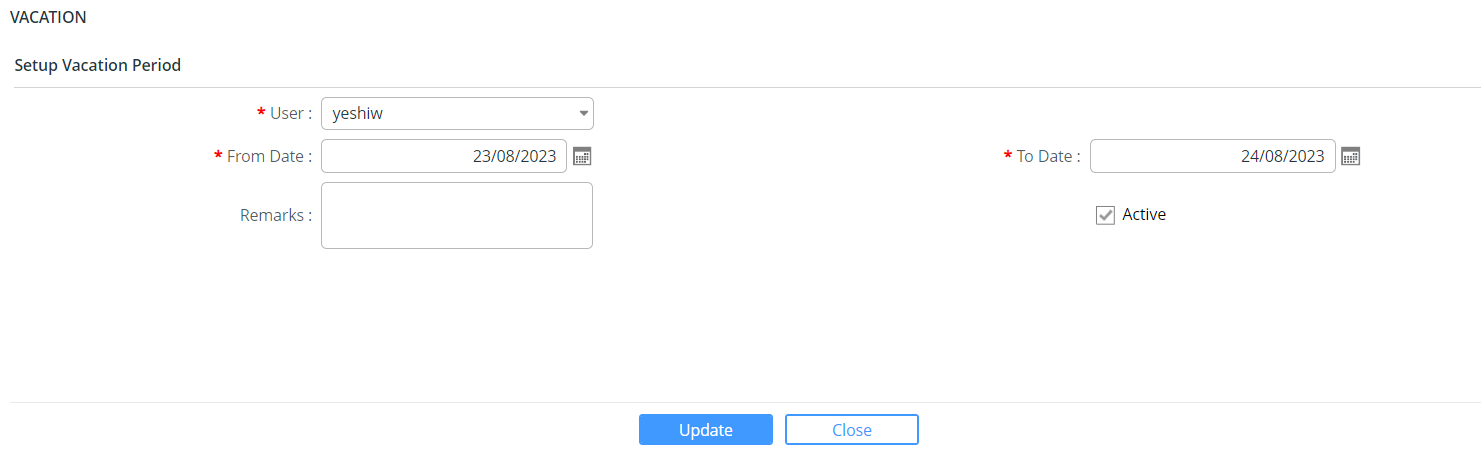 VACATION
Setup Vacation Period
* User : yeshiw
* From Date : 23/08/2023 * To Date : 24/08/2023
Remarks : Active
Update Close